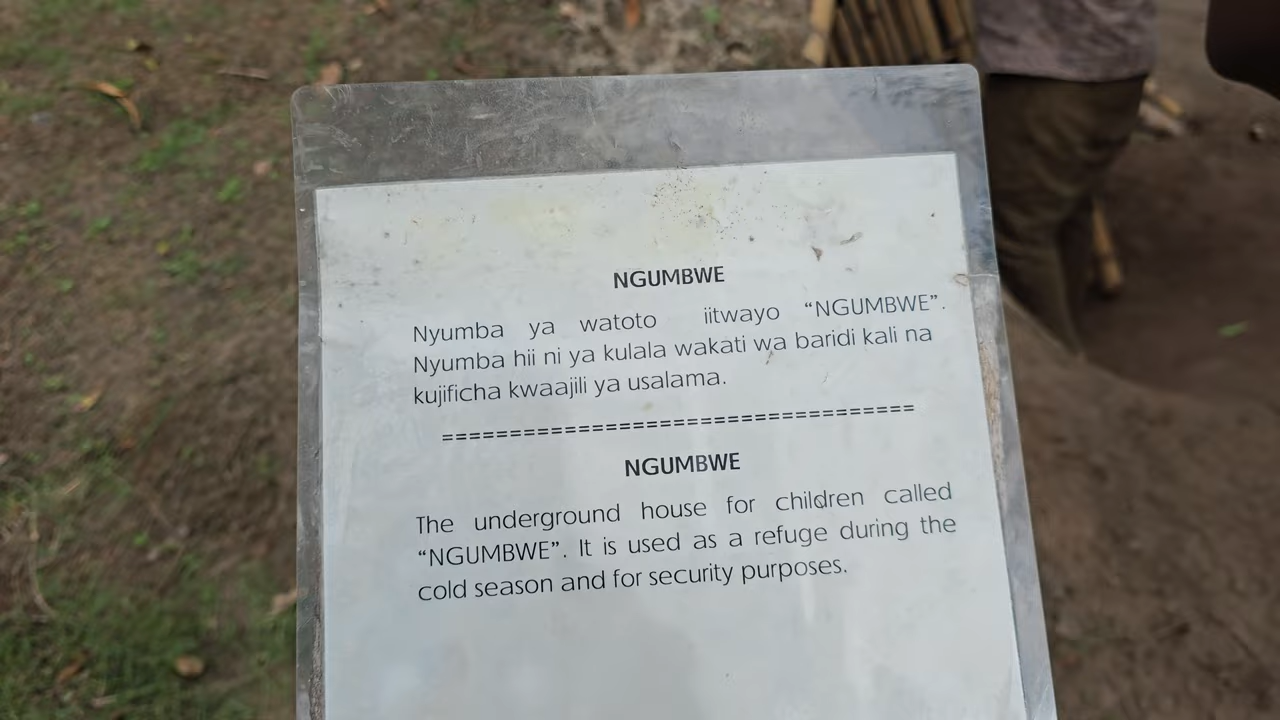 NGUMBWE
Nyumba ya watoto iitwayo “NGUMBWE”.
Nyumba hii ni ya kulala wakati wa baridi kali na
kujificha kwaajili ya usalama.
===================================
NGUMBWE
The underground house for children called
“NGUMBWE”. It is used as a refuge during the
cold season and for security purposes.